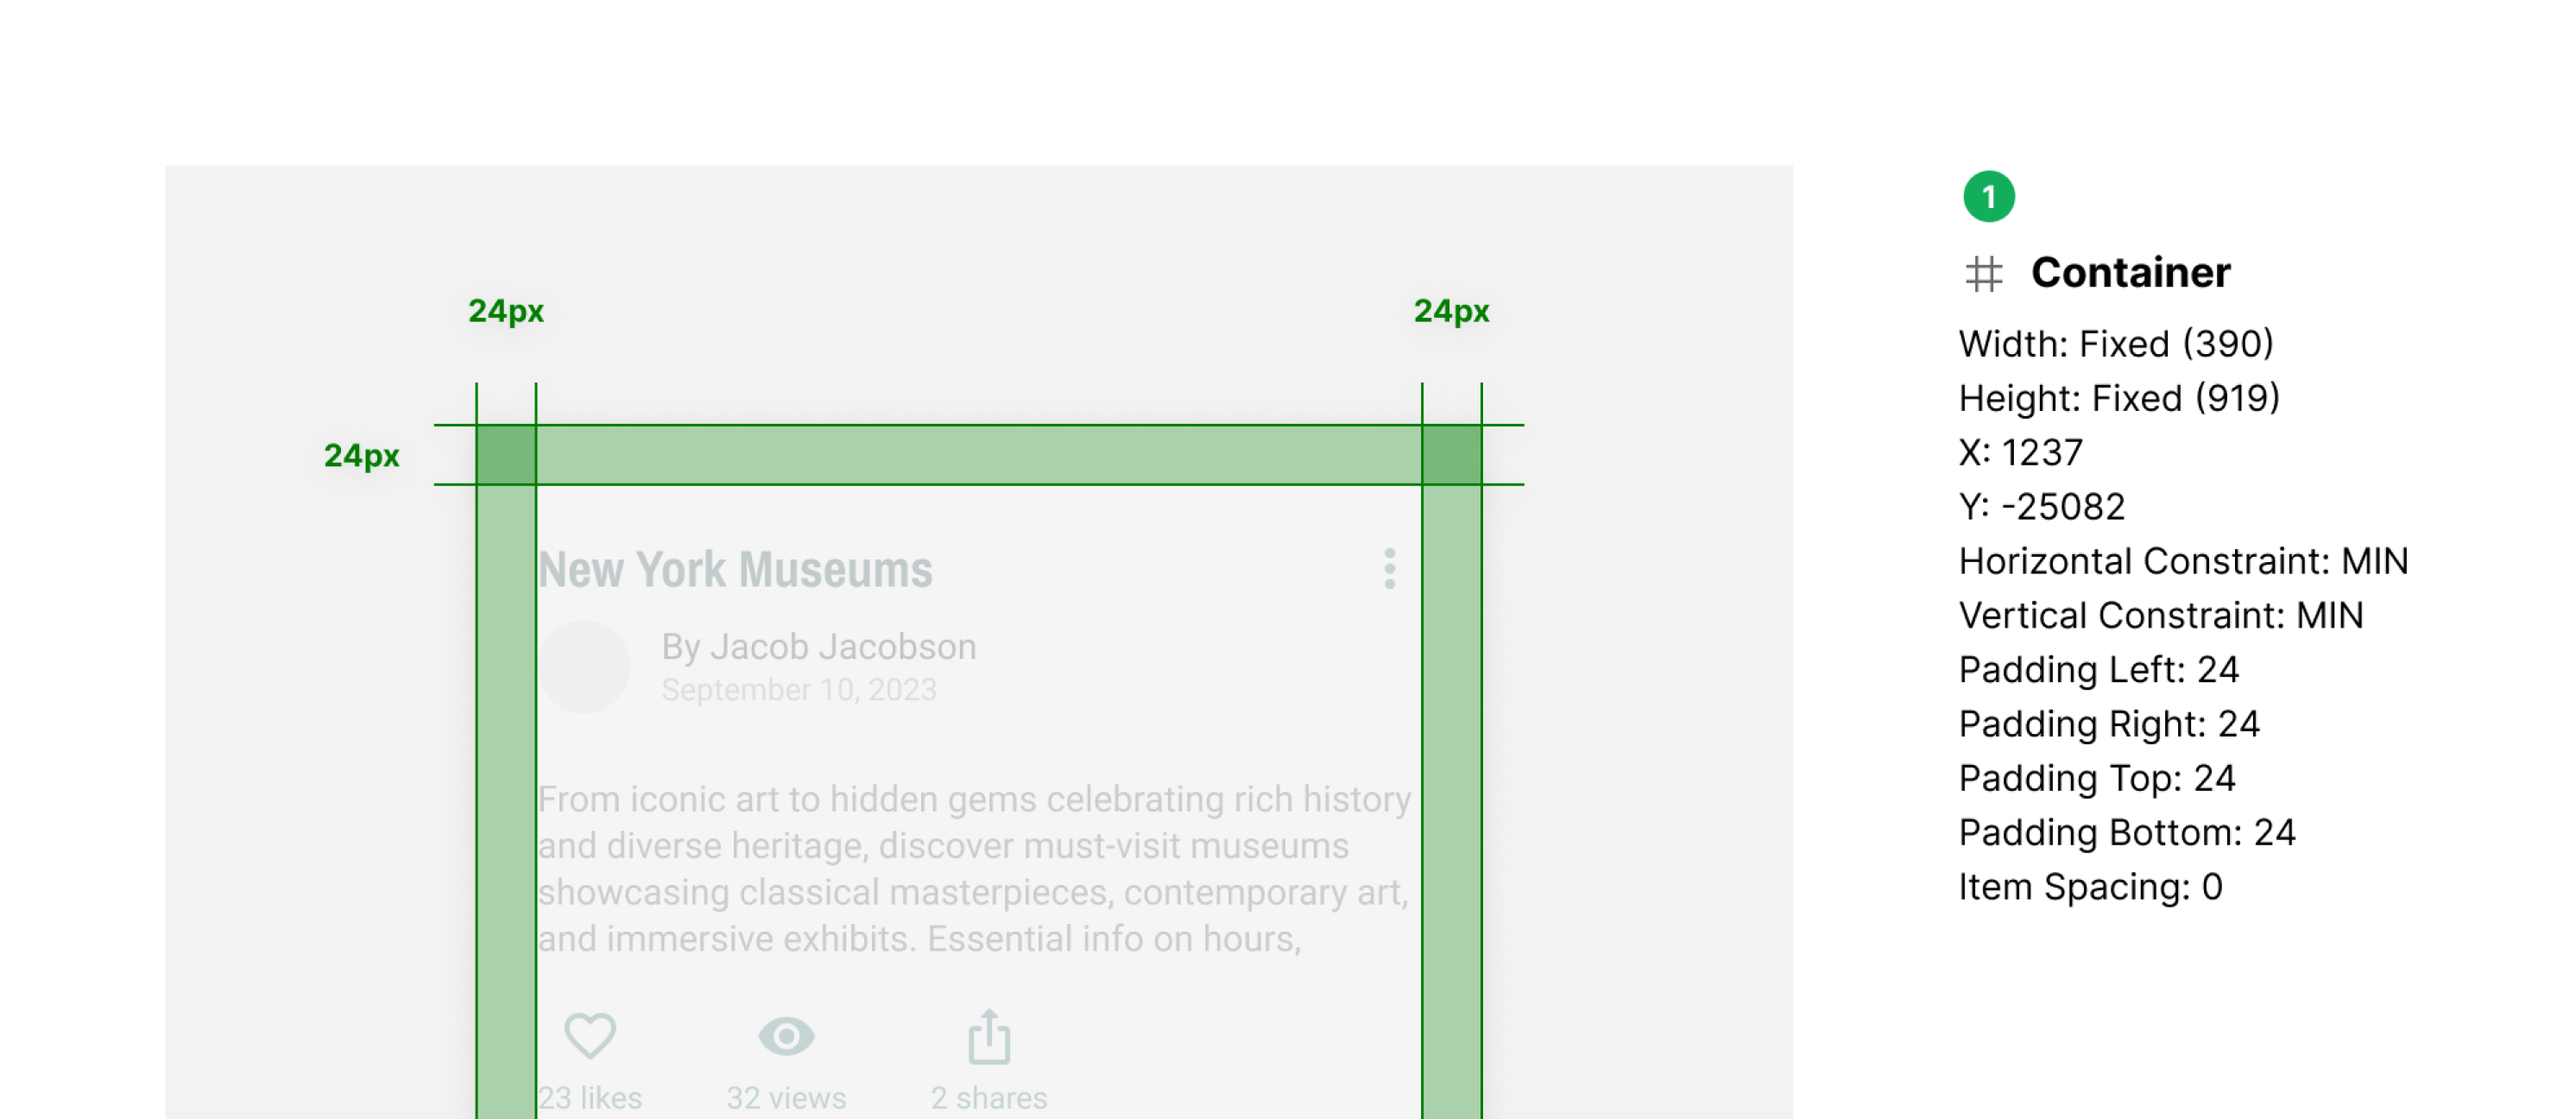 24px
24px
24px
New York Museums
By Jacob Jacobson
September 10, 2023
From iconic art to hidden gems celebrating rich history
and diverse heritage, discover must-visit museums
showcasing classical masterpieces, contemporary art,
and immersive exhibits. Essential info on hours,
23 likes
32 views
2 shares
1
Container
Width: Fixed (390)
Height: Fixed (919)
X: 1237
Y: -25082
Horizontal Constraint: MIN
Vertical Constraint: MIN
Padding Left: 24
Padding Right: 24
Padding Top: 24
Padding Bottom: 24
Item Spacing: 0